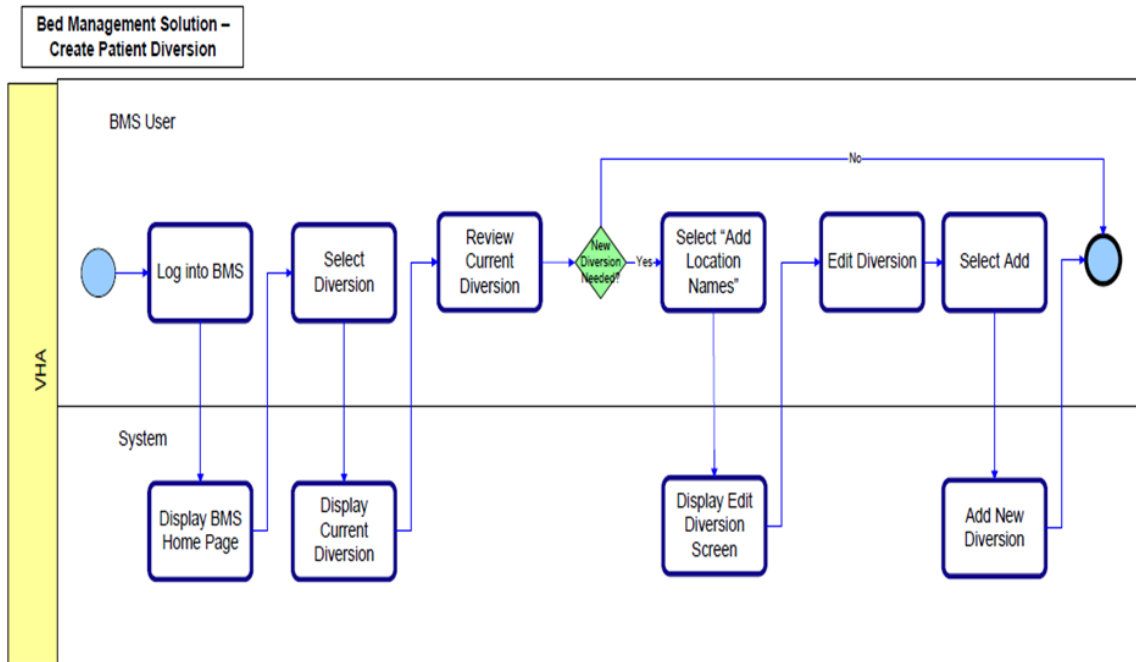 Bed Management Solution –
Create Patient Diversion
VHA
BMS User
Log into BMS
Select
Diversion
Review
Current
Diversion
New
Diversion
Needed?
Yes
No
Select “Add
Location
Names”
Edit Diversion
Select Add
System
Display BMS
Home Page
Display
Current
Diversion
Display Edit
Diversion
Screen
Add New
Diversion